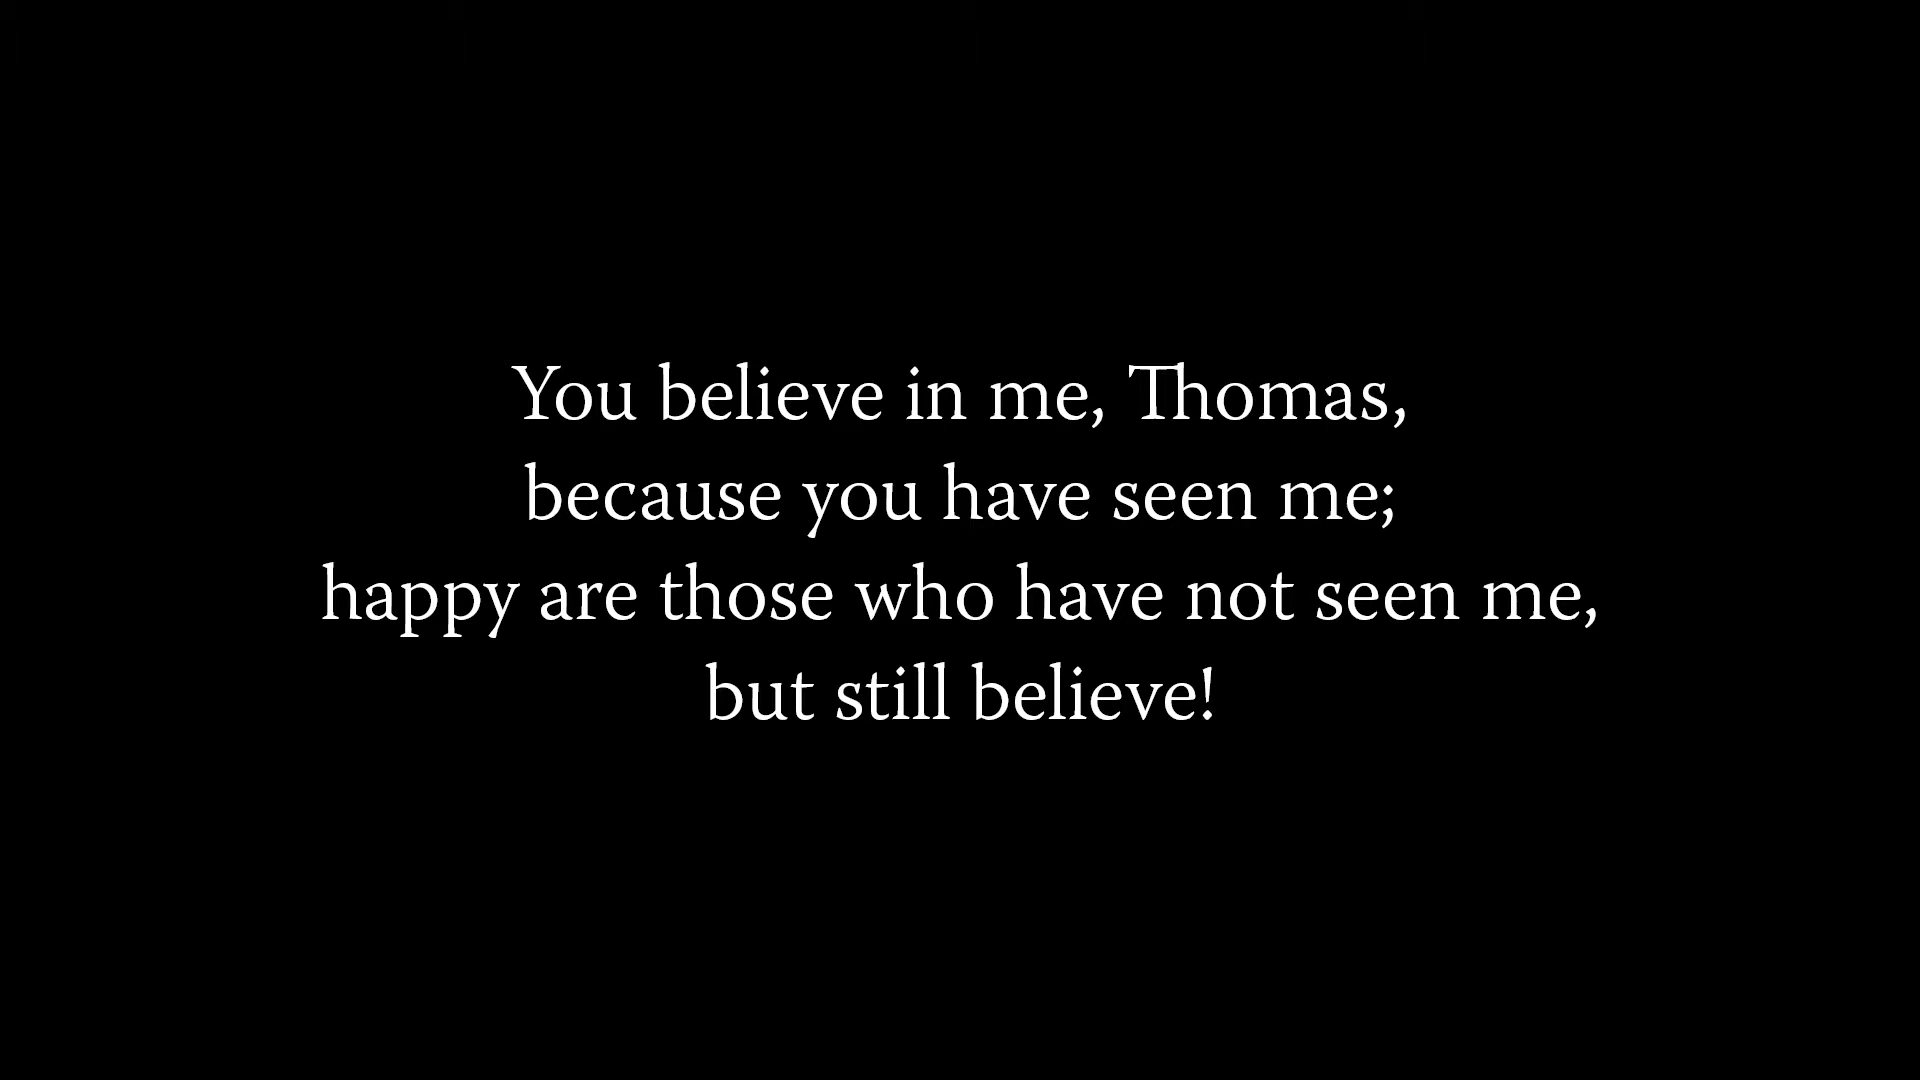 You believe in me, Thomas,
because you have seen me;
happy are those who have not seen me,
but still believe!